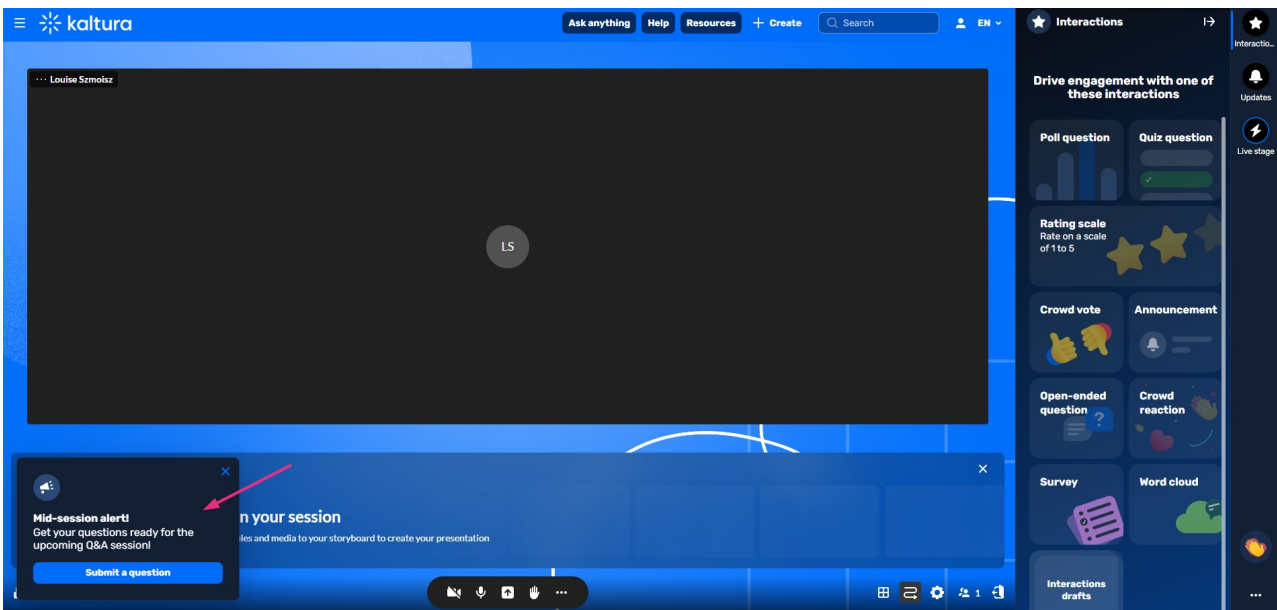 kaltura
Ask anything
Help
Resources
+ Create
Search
EN
Interactions
Interactio...
Updates
Live stage
··· Louise Szmoisz
LS
Drive engagement with one of
these interactions
Poll question
Quiz question
Rating scale
Rate on a scale
of 1 to 5
Crowd vote
Announcement
Open-ended
question
?
Crowd
reaction
Survey
Word cloud
Interactions
drafts
Mid-session alert!
Get your questions ready for the
upcoming Q&A session!
Submit a question
n your session
les and media to your storyboard to create your presentation
1